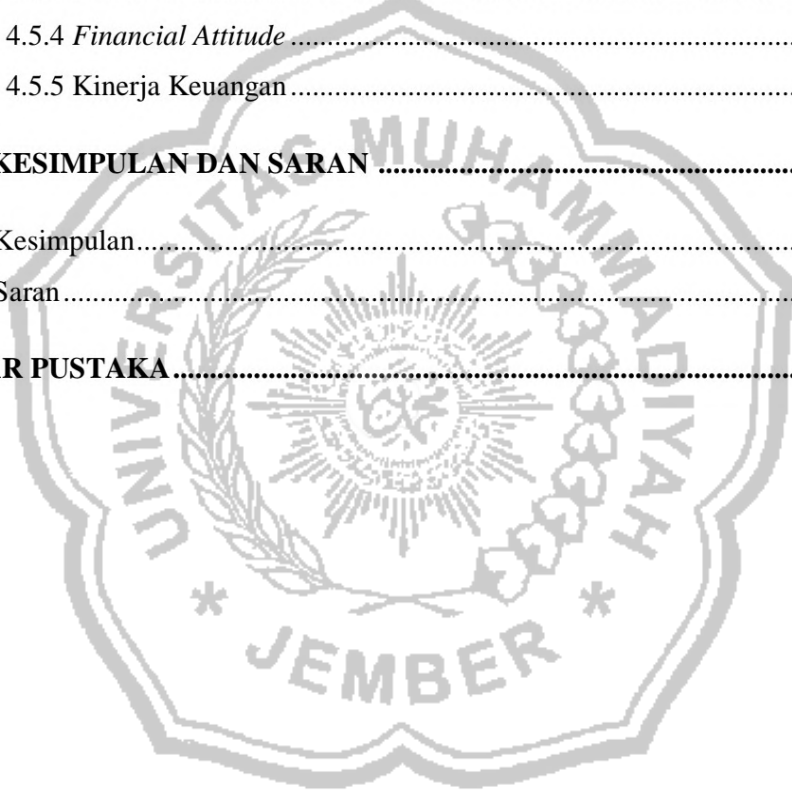 4.5.4 Financial Attitude ................................................................
4.5.5 Kinerja Keuangan ................................................................
KESIMPULAN DAN SARAN ................................................................
Kesimpulan ................................................................
Saran ................................................................
AR PUSTAKA ................................................................
UNIVERSITAS MUHAMMADIYAH
* JEMBER *